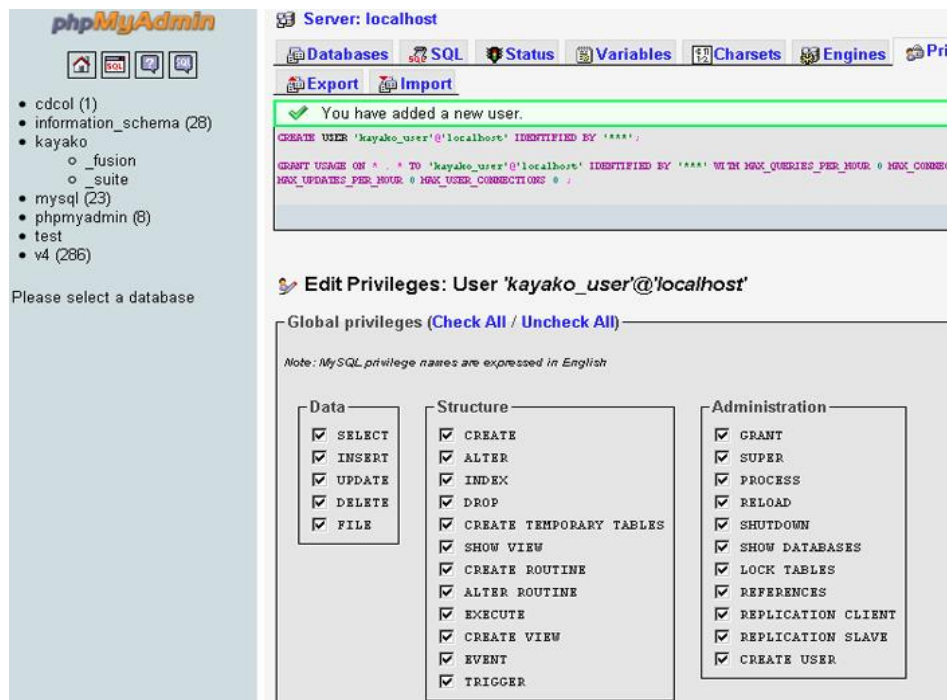 phpMyAdmin
SQL
? SQL
cdcol (1)
information_schema (28)
kayako
_fusion
_suite
mysql (23)
phpmyadmin (8)
test
v4 (286)
Please select a database
Server: localhost
Databases SQL Status Variables Charsets Engines Pri
Export Import
You have added a new user.
CREATE USER 'kayako_user'@'localhost' IDENTIFIED BY '***';
GRANT USAGE ON * . * TO 'kayako_user'@'localhost' IDENTIFIED BY '***' WITH MAX_QUERIES_PER_HOUR 0 MAX_CONNEC
MAX_UPDATES_PER_HOUR 0 MAX_USER_CONNECTIONS 0 ;
Edit Privileges: User 'kayako_user'@'localhost'
Global privileges (Check All / Uncheck All)
Note: MySQL privilege names are expressed in English
Data
SELECT
INSERT
UPDATE
DELETE
FILE
Structure
CREATE
ALTER
INDEX
DROP
CREATE TEMPORARY TABLES
SHOW VIEW
CREATE ROUTINE
ALTER ROUTINE
EXECUTE
CREATE VIEW
EVENT
TRIGGER
Administration
GRANT
SUPER
PROCESS
RELOAD
SHUTDOWN
SHOW DATABASES
LOCK TABLES
REFERENCES
REPLICATION CLIENT
REPLICATION SLAVE
CREATE USER